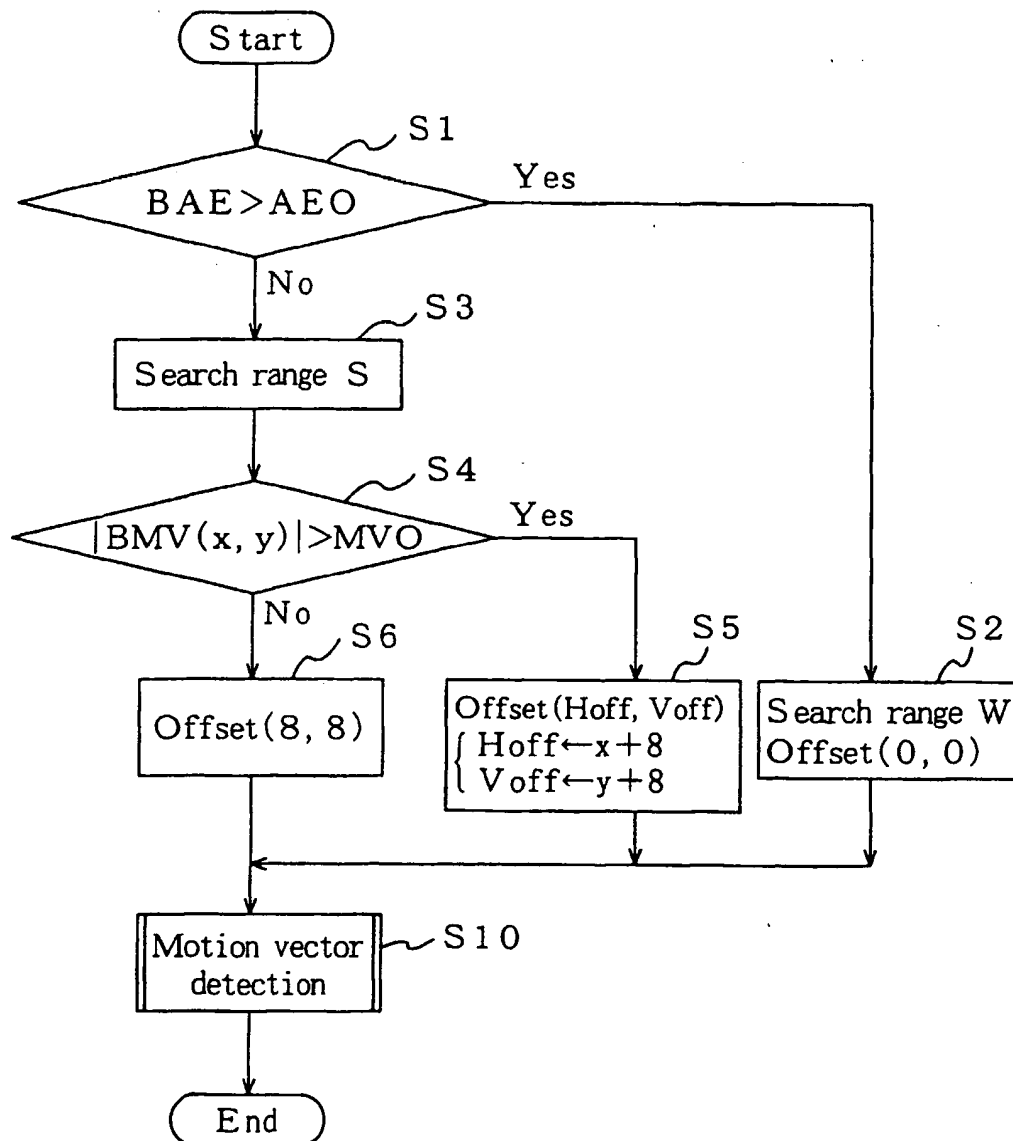 Start
S1
BAE>AEO
Yes
No
S3
Search range S
S4
|BMV(x, y)|>MVO
Yes
No
S6
Offset(8, 8)
S5
Offset(Hoff, Voff)
{ Hoff←x+8
Voff←y+8
S2
Search range W
Offset(0, 0)
Motion vector
detection
S10
End